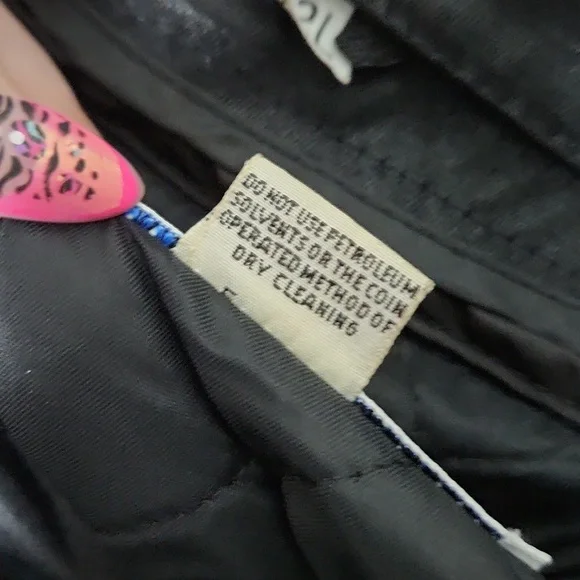 DO NOT USE PETROLEUM
SOLVENTS OR THE COIN
OPERATED METHOD OF
DRY CLEANING